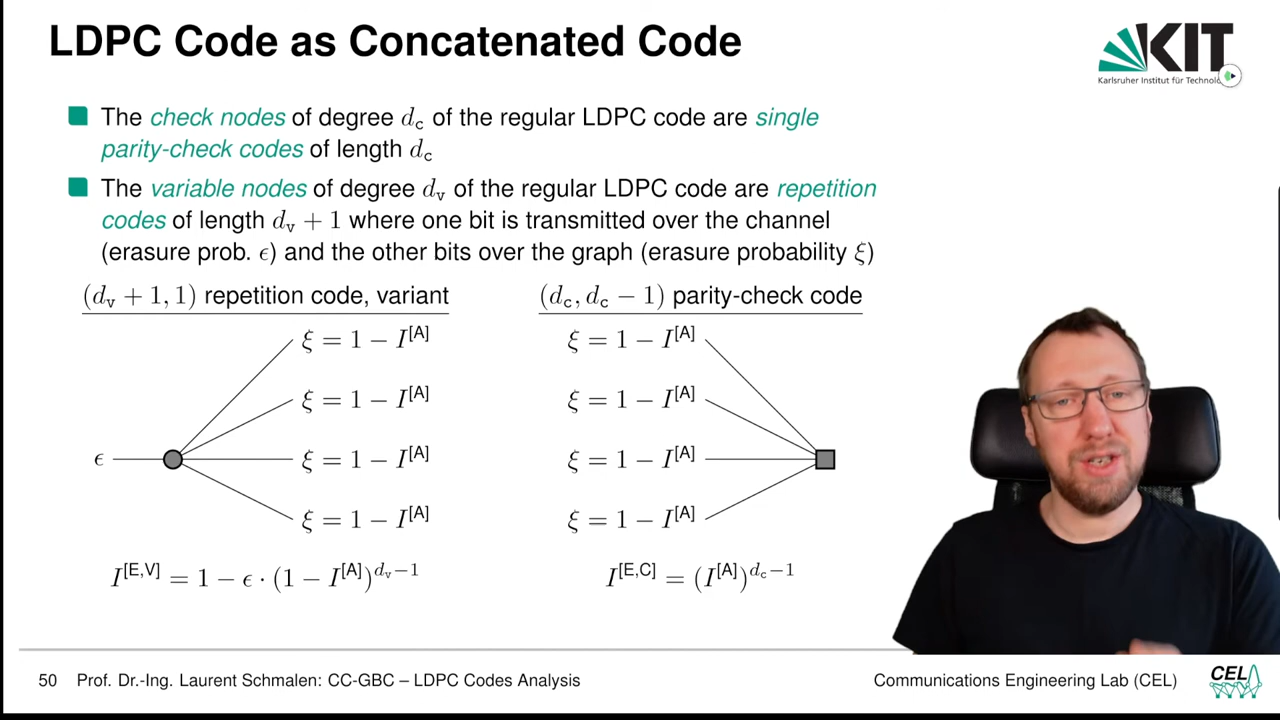 LDPC Code as Concatenated Code
KIT
Karlsruher Institut für Technolo
The check nodes of degree d_c of the regular LDPC code are single
parity-check codes of length d_c
The variable nodes of degree d_v of the regular LDPC code are repetition
codes of length d_v + 1 where one bit is transmitted over the channel
(erasure prob. ϵ) and the other bits over the graph (erasure probability ξ)
(d_v + 1, 1) repetition code, variant
ξ = 1 − I^[A]
ξ = 1 − I^[A]
ϵ
ξ = 1 − I^[A]
ξ = 1 − I^[A]
I^[E,V] = 1 − ϵ · (1 − I^[A])^{d_v−1}
(d_c, d_c − 1) parity-check code
ξ = 1 − I^[A]
ξ = 1 − I^[A]
ξ = 1 − I^[A]
ξ = 1 − I^[A]
I^[E,C] = (I^[A])^{d_c−1}
50 Prof. Dr.-Ing. Laurent Schmalen: CC-GBC – LDPC Codes Analysis
Communications Engineering Lab (CEL)
CEL